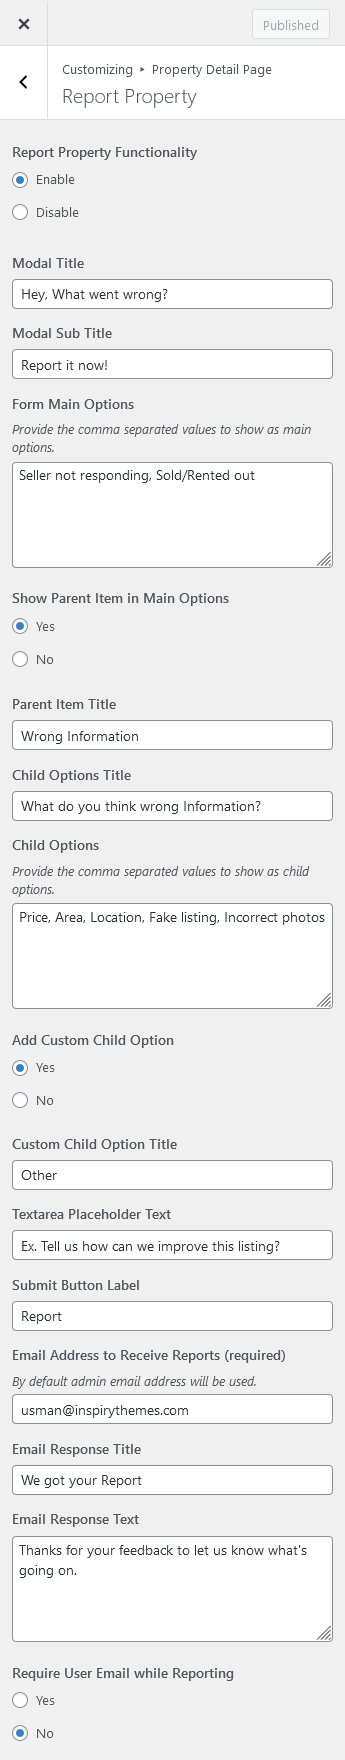 Published
Customizing ▸ Property Detail Page
Report Property
Report Property Functionality
Enable
Disable
Modal Title
Hey, What went wrong?
Modal Sub Title
Report it now!
Form Main Options
Provide the comma separated values to show as main
options.
Seller not responding, Sold/Rented out
Show Parent Item in Main Options
Yes
No
Parent Item Title
Wrong Information
Child Options Title
What do you think wrong Information?
Child Options
Provide the comma separated values to show as child
options.
Price, Area, Location, Fake listing, Incorrect photos
Add Custom Child Option
Yes
No
Custom Child Option Title
Other
Textarea Placeholder Text
Ex. Tell us how can we improve this listing?
Submit Button Label
Report
Email Address to Receive Reports (required)
By default admin email address will be used.
usman@inspirythemes.com
Email Response Title
We got your Report
Email Response Text
Thanks for your feedback to let us know what's
going on.
Require User Email while Reporting
Yes
No